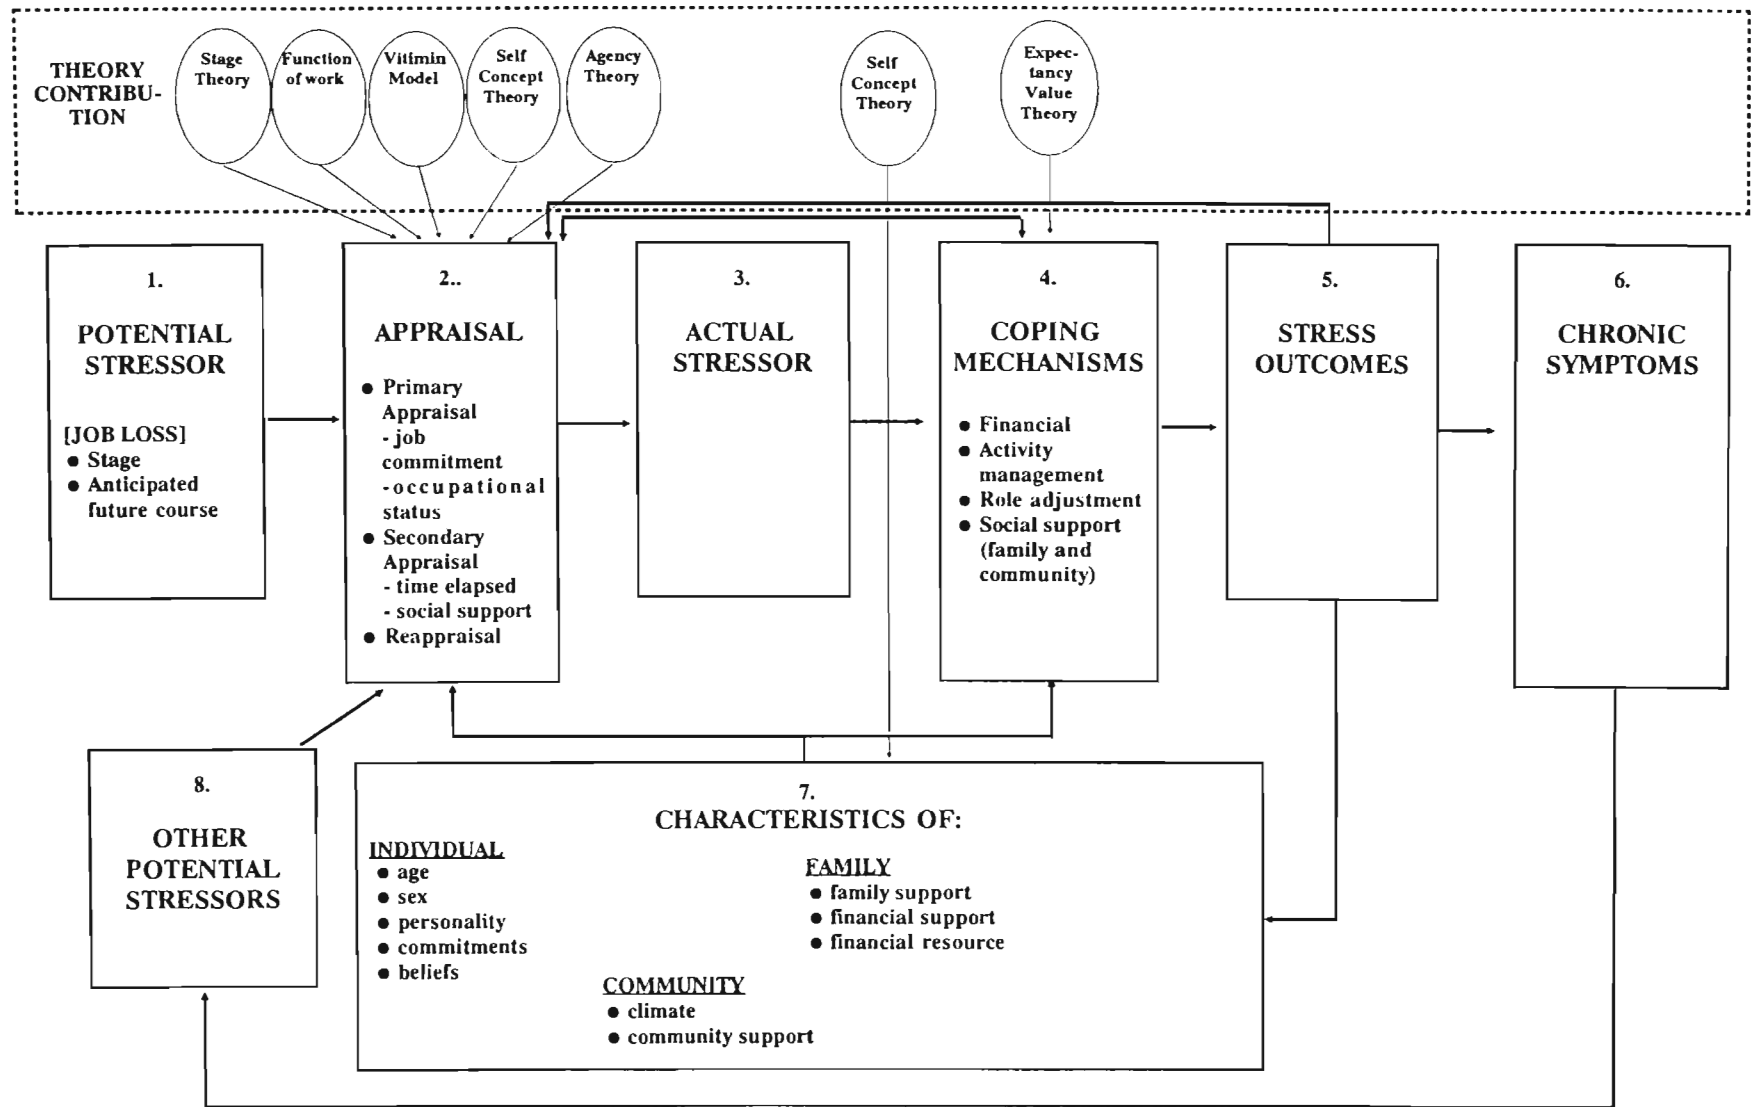 THEORY
CONTRIBU-
TION
Stage
Theory
Function
of work
Vitimin
Model
Self
Concept
Theory
Agency
Theory
Self
Concept
Theory
Expec-
tancy
Value
Theory
1.
POTENTIAL
STRESSOR
[JOB LOSS]
● Stage
● Anticipated
future course
2..
APPRAISAL
● Primary
Appraisal
- job
commitment
-occupational
status
● Secondary
Appraisal
- time elapsed
- social support
● Reappraisal
3.
ACTUAL
STRESSOR
4.
COPING
MECHANISMS
● Financial
● Activity
management
● Role adjustment
● Social support
(family and
community)
5.
STRESS
OUTCOMES
6.
CHRONIC
SYMPTOMS
8.
OTHER
POTENTIAL
STRESSORS
7.
CHARACTERISTICS OF:
INDIVIDUAL
● age
● sex
● personality
● commitments
● beliefs
FAMILY
● family support
● financial support
● financial resource
COMMUNITY
● climate
● community support